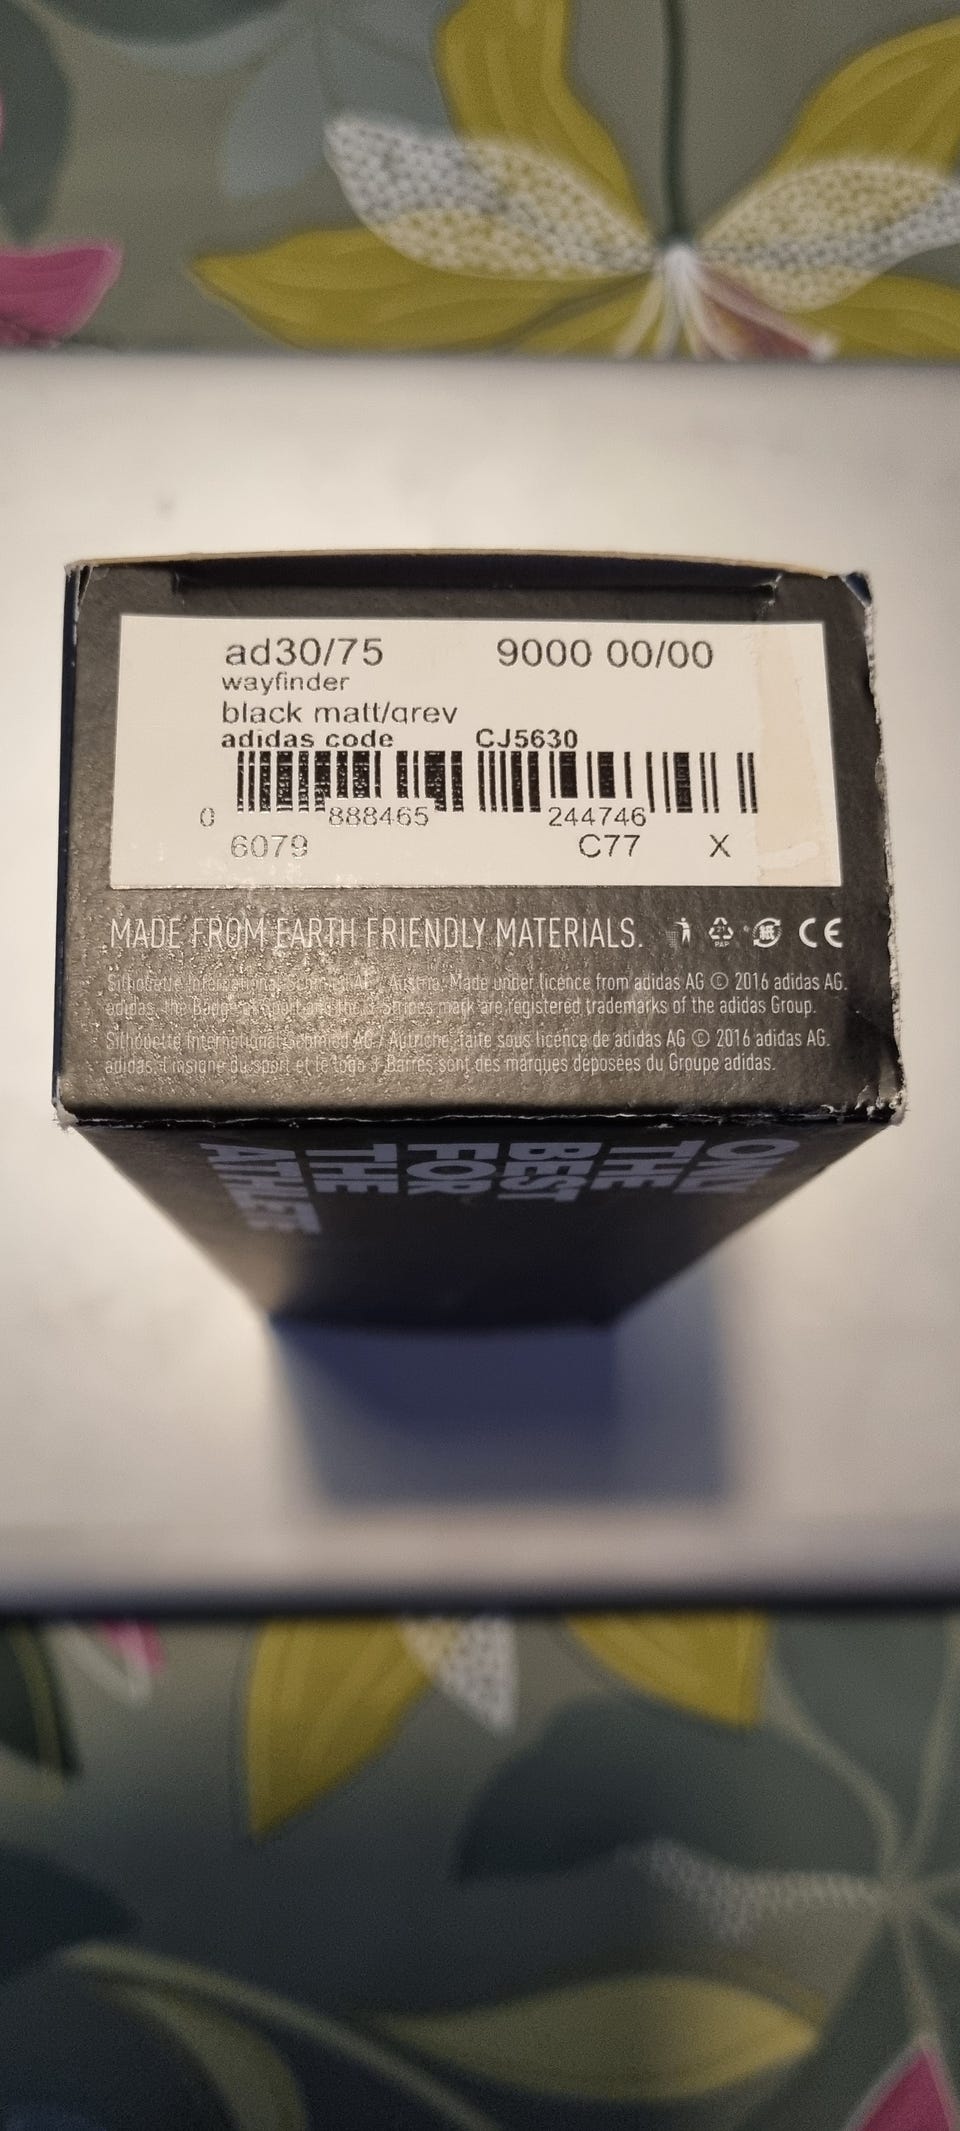 ad30/75 9000 00/00
wayfinder
black matt/grey
adidas code CJ5630
0 888465 244746
6079 C77 X
MADE FROM EARTH FRIENDLY MATERIALS. PAP CE
Silhouette International Schmied AG / Austria. Made under licence from adidas AG © 2016 adidas AG.
adidas, the Badge of Sport and the 3-Stripes mark are registered trademarks of the adidas Group.
Silhouette International Schmied AG / Autriche, faite sous licence de adidas AG © 2016 adidas AG.
adidas, l'insigne du sport et le logo 3-Barres sont des marques déposées du Groupe adidas.
ONLY
THE
BEST
FOR
THE